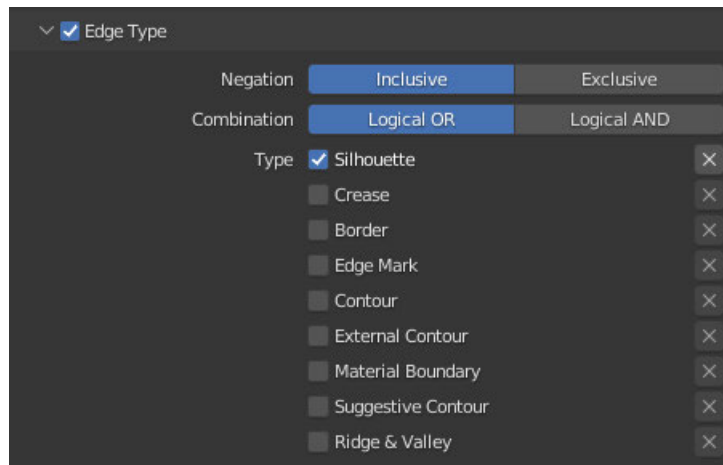 Edge Type
Negation Inclusive Exclusive
Combination Logical OR Logical AND
Type Silhouette
Crease
Border
Edge Mark
Contour
External Contour
Material Boundary
Suggestive Contour
Ridge & Valley